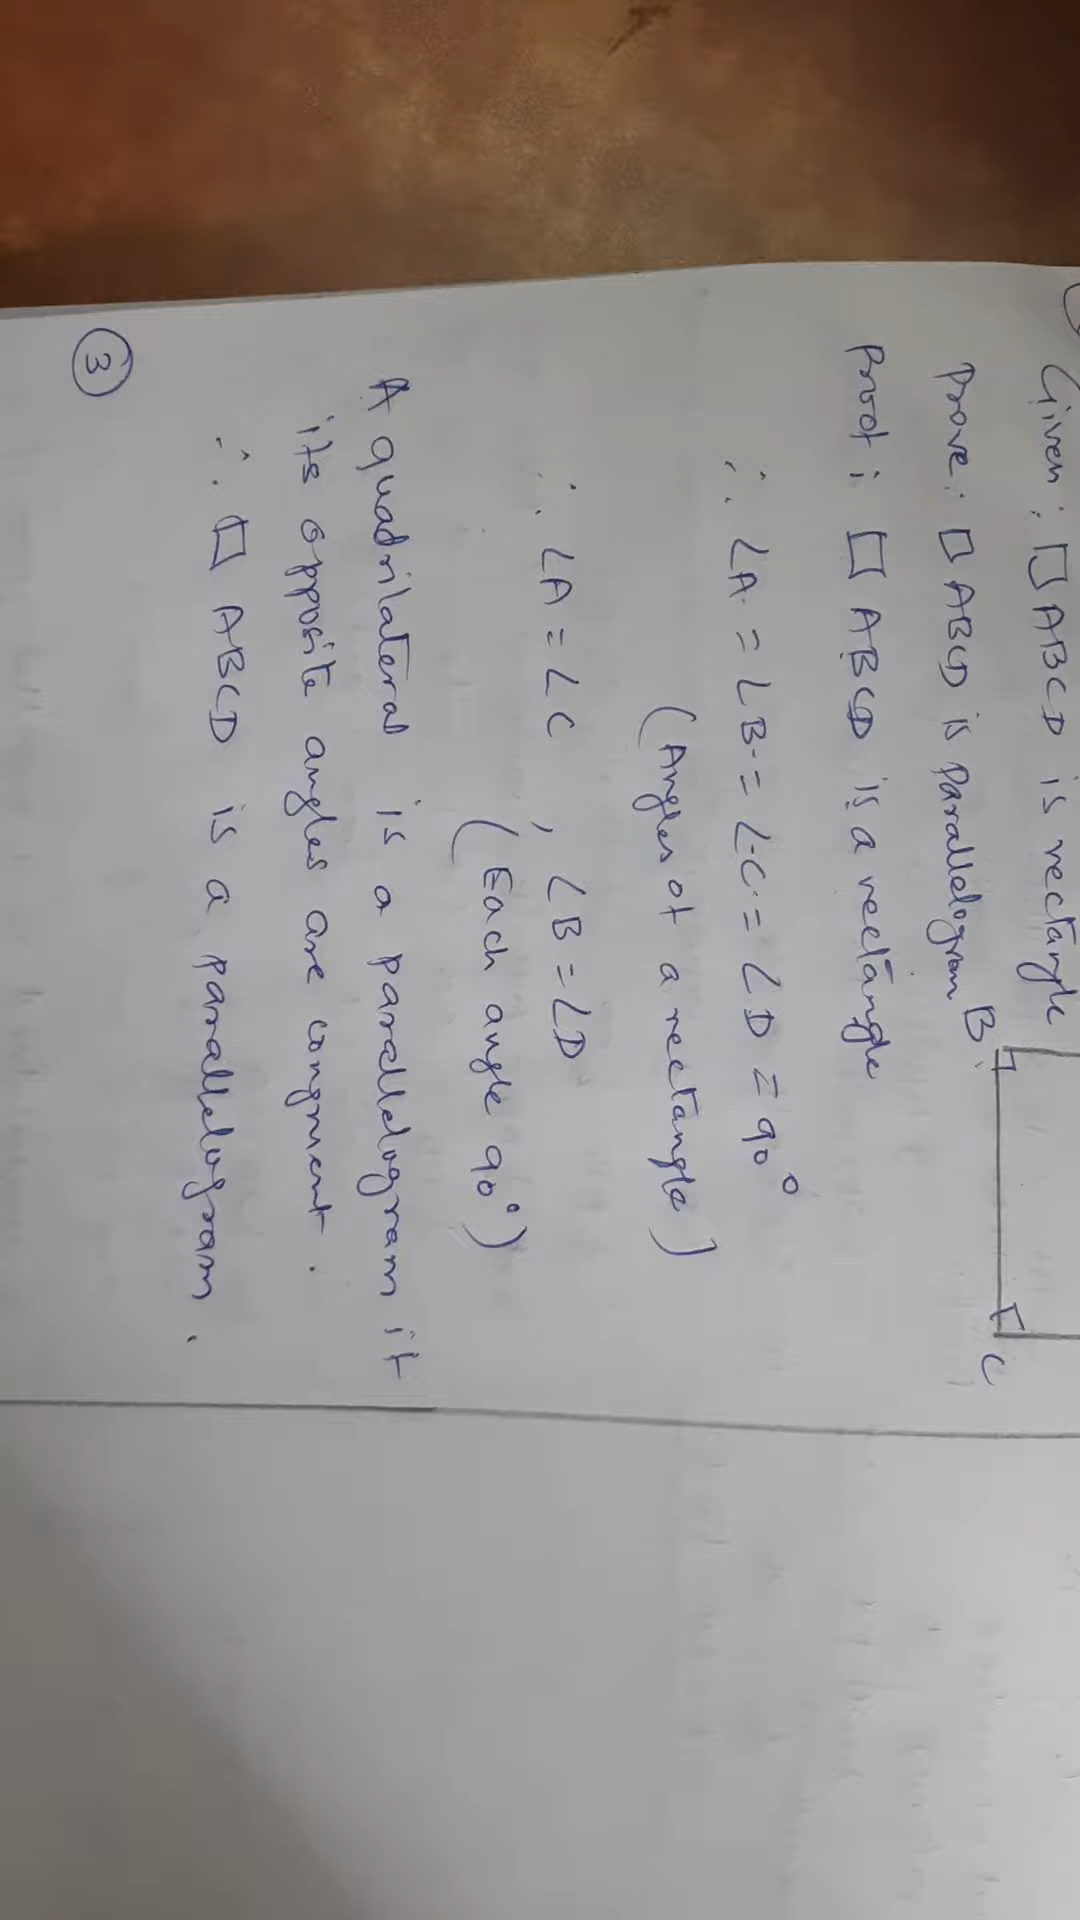 Given : □ ABCD is rectangle
Prove : □ ABCD is parallelogram
B
C
Proof : □ ABCD is a rectangle
∴ ∠A = ∠B = ∠C = ∠D = 90°
(Angles of a rectangle)
∴ ∠A = ∠C , ∠B = ∠D
(Each angle 90°)
A quadrilateral is a parallelogram if
its opposite angles are congruent.
∴ □ ABCD is a parallelogram.
3